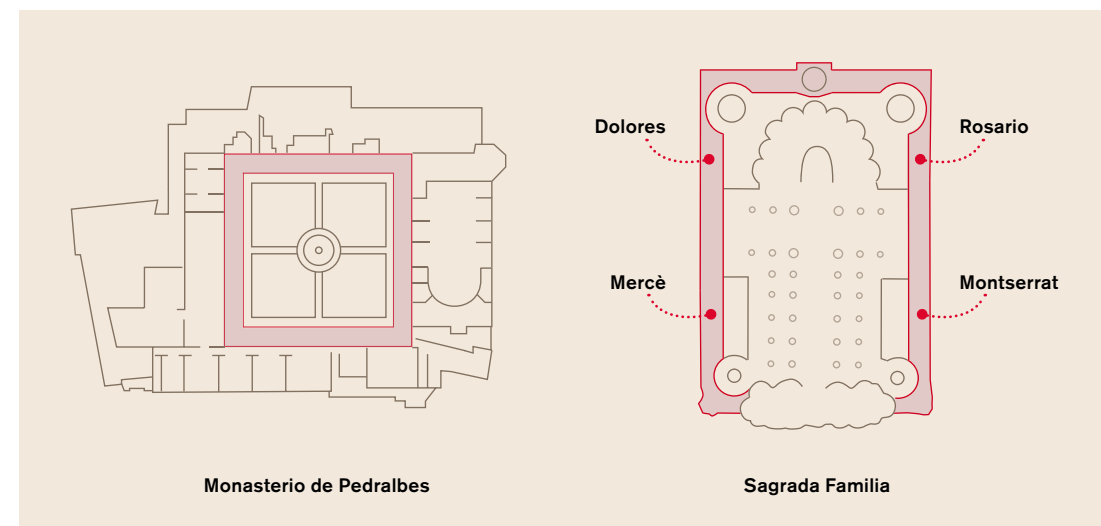 Dolores
Rosario
Mercè
Montserrat
Monasterio de Pedralbes
Sagrada Familia